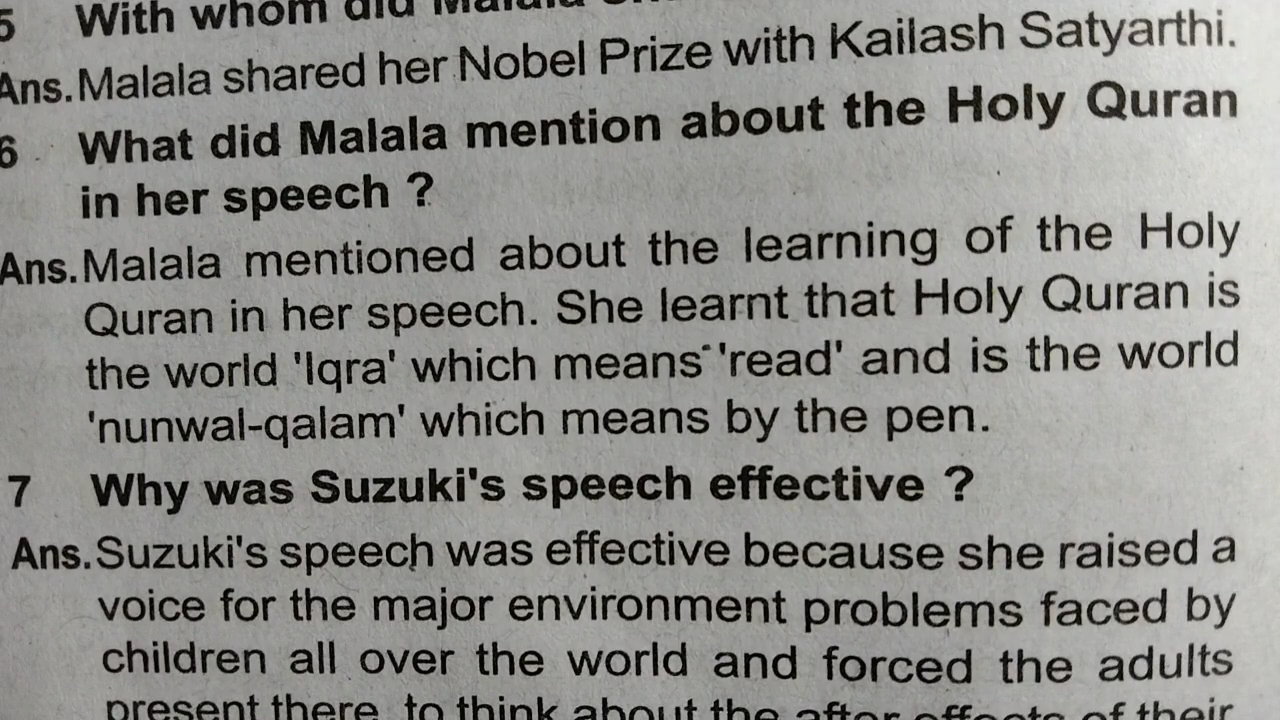 5 With whom did Malala
Ans. Malala shared her Nobel Prize with Kailash Satyarthi.
6 What did Malala mention about the Holy Quran
in her speech ?
Ans. Malala mentioned about the learning of the Holy
Quran in her speech. She learnt that Holy Quran is
the world 'Iqra' which means 'read' and is the world
'nunwal-qalam' which means by the pen.
7 Why was Suzuki's speech effective ?
Ans. Suzuki's speech was effective because she raised a
voice for the major environment problems faced by
children all over the world and forced the adults
present there to think about the after effects of their